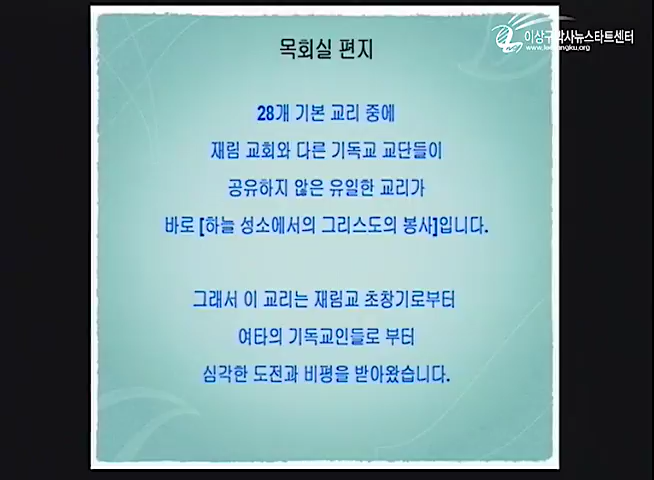 이상구박사뉴스타트센터
목회실 편지
28개 기본 교리 중에
재림 교회와 다른 기독교 교단들이
공유하지 않은 유일한 교리가
바로 [하늘 성소에서의 그리스도의 봉사]입니다.
그래서 이 교리는 재림교 초창기로부터
여타의 기독교인들로 부터
심각한 도전과 비평을 받아왔습니다.